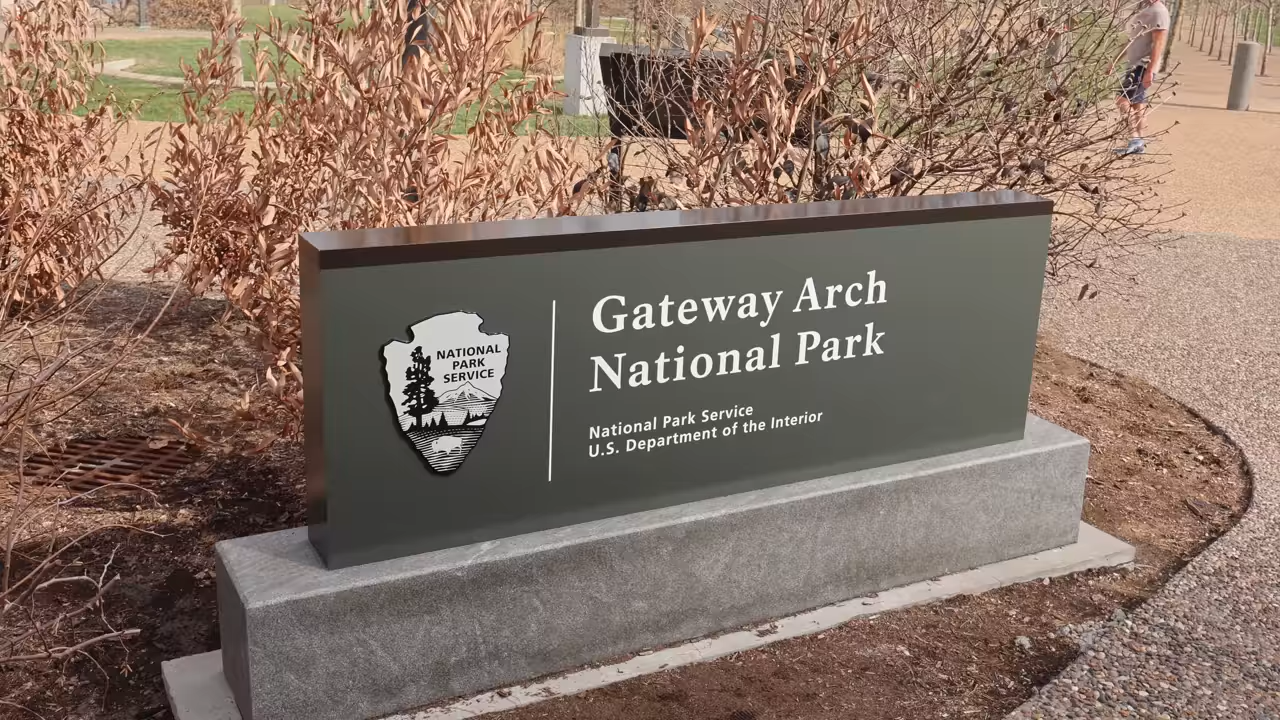 NATIONAL
PARK
SERVICE
Gateway Arch
National Park
National Park Service
U.S. Department of the Interior